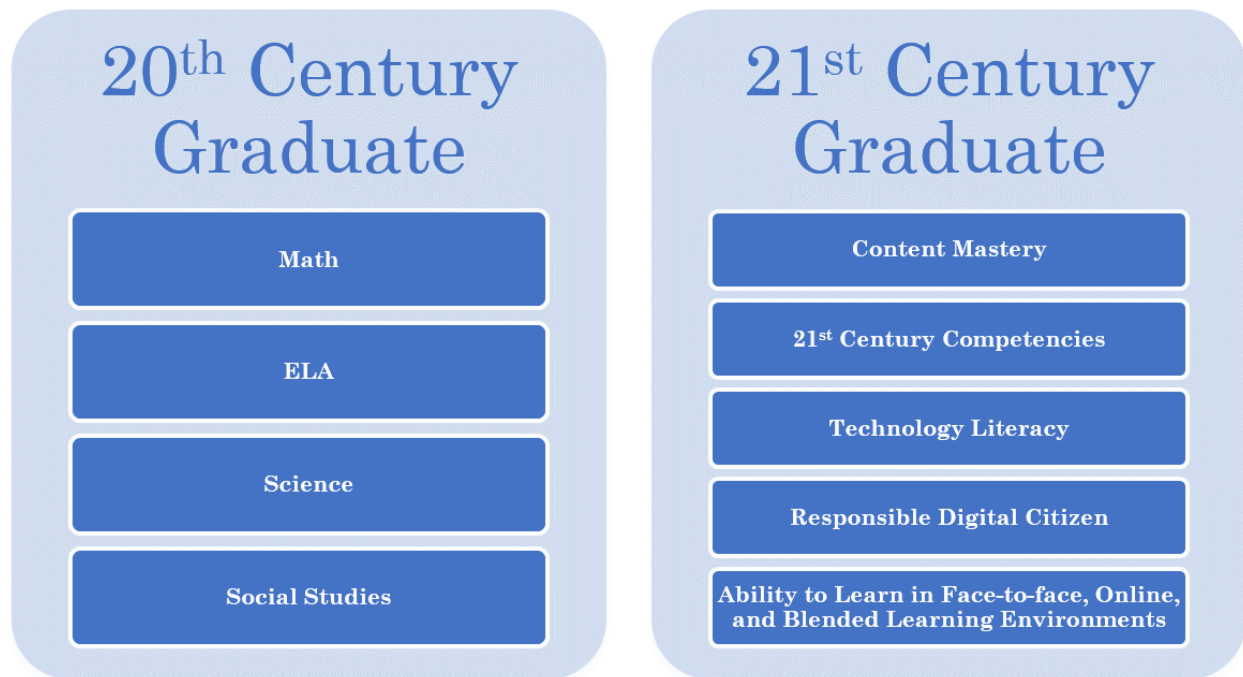 20th Century
Graduate
Math
ELA
Science
Social Studies
21st Century
Graduate
Content Mastery
21st Century Competencies
Technology Literacy
Responsible Digital Citizen
Ability to Learn in Face-to-face, Online,
and Blended Learning Environments